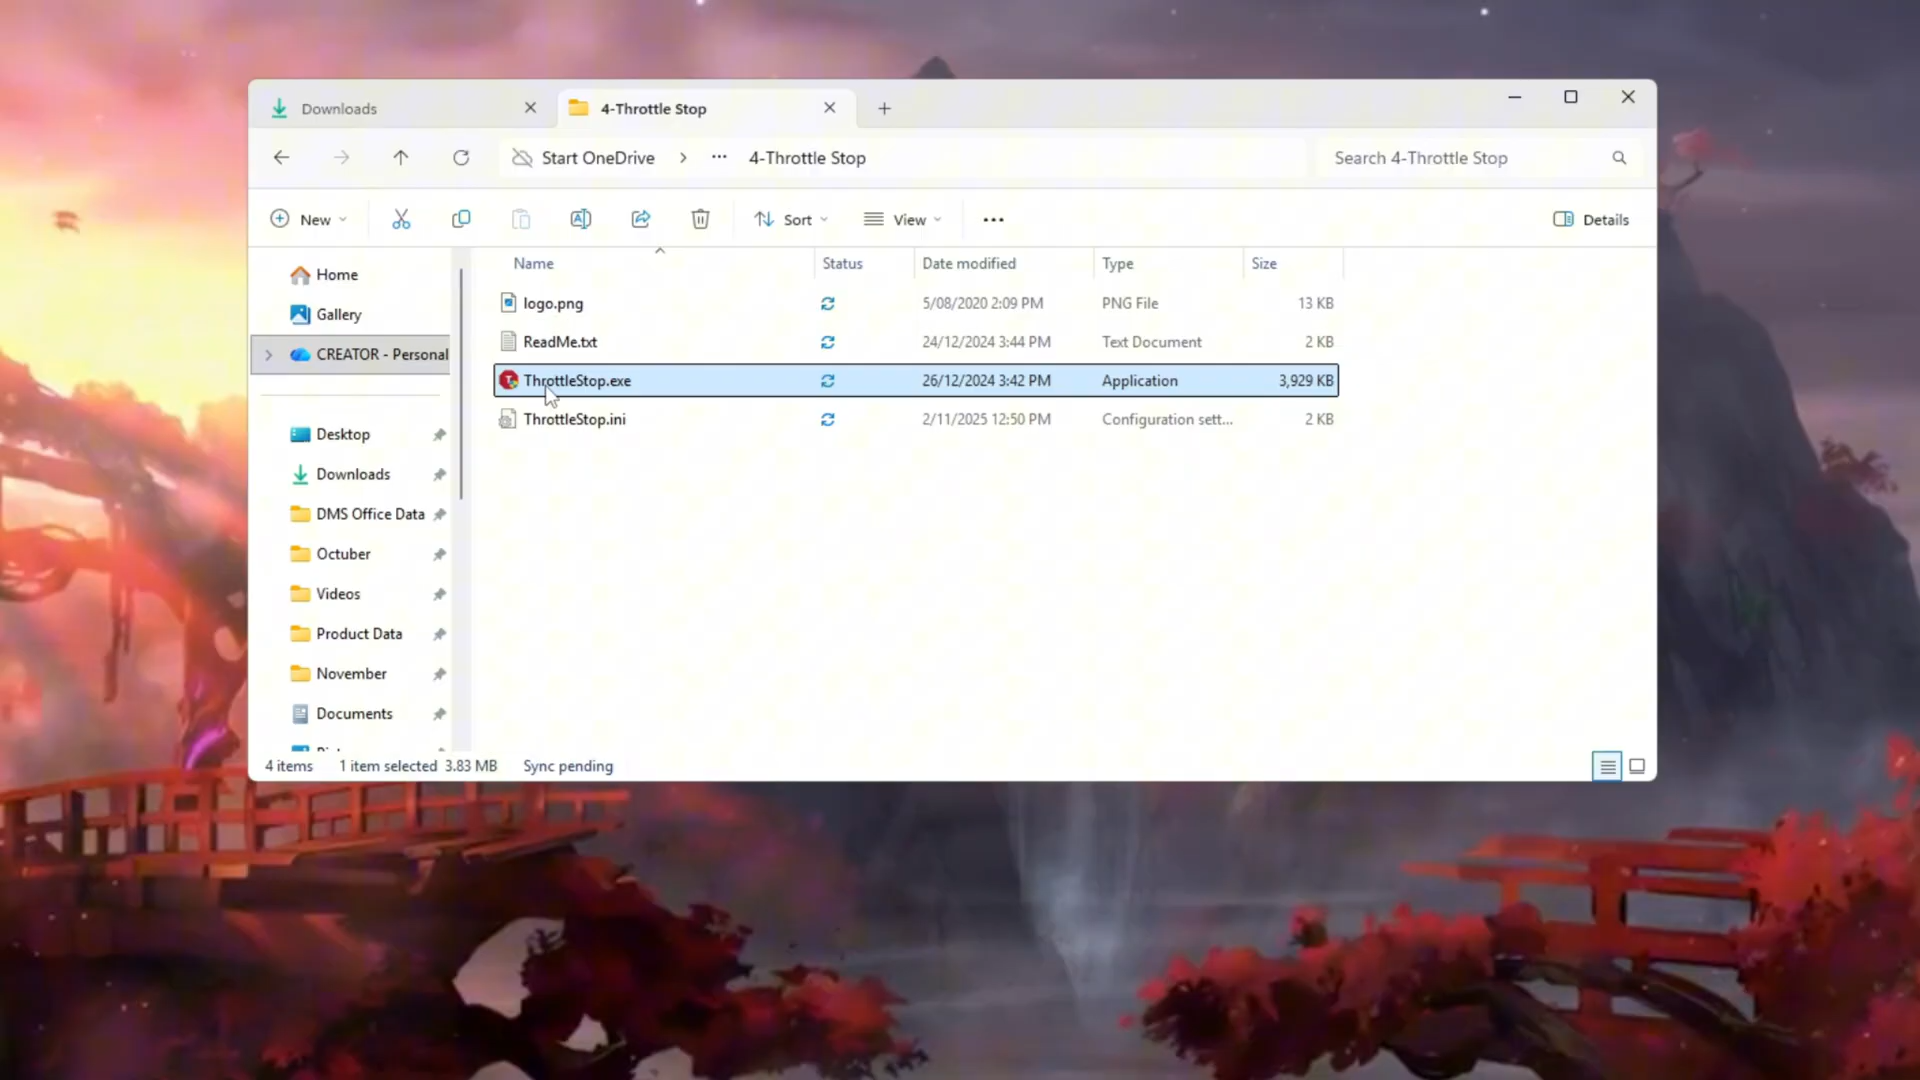 Downloads
4-Throttle Stop
Start OneDrive > ... 4-Throttle Stop
Search 4-Throttle Stop
New
Sort
View
Details
Name Status Date modified Type Size
logo.png 5/08/2020 2:09 PM PNG File 13 KB
ReadMe.txt 24/12/2024 3:44 PM Text Document 2 KB
ThrottleStop.exe 26/12/2024 3:42 PM Application 3,929 KB
ThrottleStop.ini 2/11/2025 12:50 PM Configuration sett... 2 KB
Home
Gallery
CREATOR - Personal
Desktop
Downloads
DMS Office Data
Octuber
Videos
Product Data
November
Documents
4 items 1 item selected 3.83 MB Sync pending